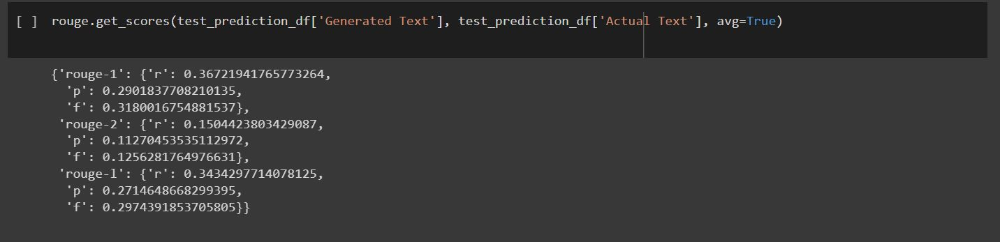 [ ] rouge.get_scores(test_prediction_df['Generated Text'], test_prediction_df['Actual Text'], avg=True)
{'rouge-1': {'r': 0.36721941765773264,
'p': 0.2901837708210135,
'f': 0.3180016754881537},
'rouge-2': {'r': 0.1504423803429087,
'p': 0.11270453535112972,
'f': 0.1256281764976631},
'rouge-l': {'r': 0.3434297714078125,
'p': 0.2714648668299395,
'f': 0.2974391853705805}}